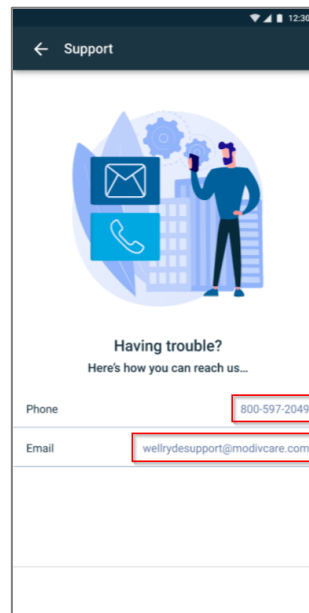 12:30
Support
Having trouble?
Here's how you can reach us...
Phone 800-597-2049
Email wellrydesupport@modivcare.com